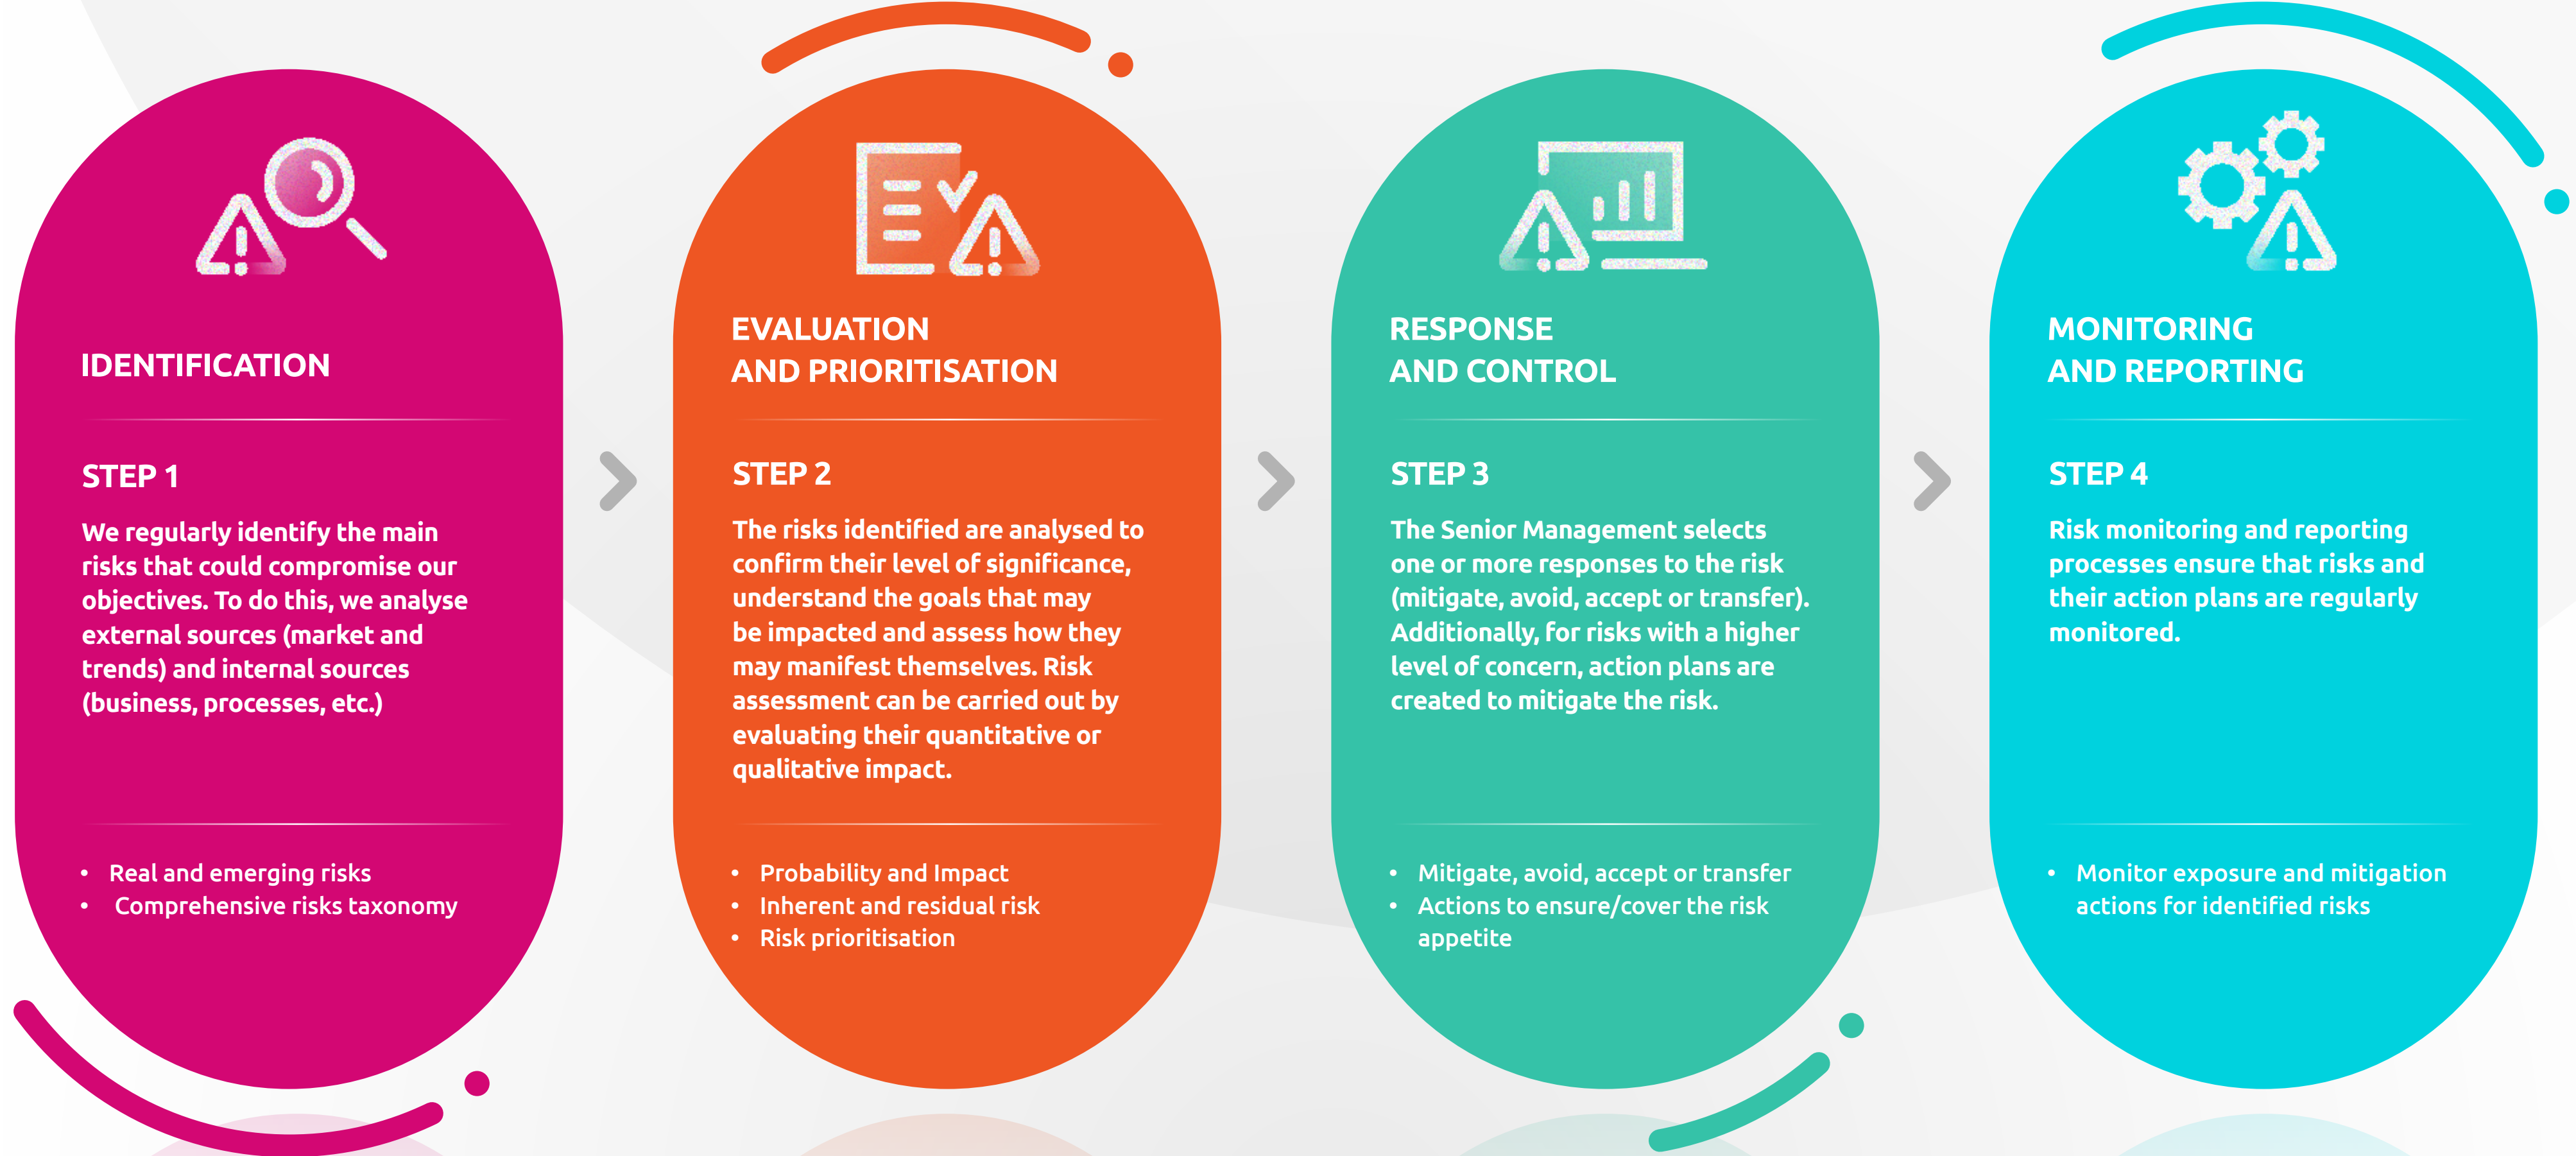 IDENTIFICATION
STEP 1
We regularly identify the main
risks that could compromise our
objectives. To do this, we analyse
external sources (market and
trends) and internal sources
(business, processes, etc.)
• Real and emerging risks
• Comprehensive risks taxonomy
EVALUATION
AND PRIORITISATION
STEP 2
The risks identified are analysed to
confirm their level of significance,
understand the goals that may
be impacted and assess how they
may manifest themselves. Risk
assessment can be carried out by
evaluating their quantitative or
qualitative impact.
• Probability and Impact
• Inherent and residual risk
• Risk prioritisation
RESPONSE
AND CONTROL
STEP 3
The Senior Management selects
one or more responses to the risk
(mitigate, avoid, accept or transfer).
Additionally, for risks with a higher
level of concern, action plans are
created to mitigate the risk.
• Mitigate, avoid, accept or transfer
• Actions to ensure/cover the risk
appetite
MONITORING
AND REPORTING
STEP 4
Risk monitoring and reporting
processes ensure that risks and
their action plans are regularly
monitored.
• Monitor exposure and mitigation
actions for identified risks